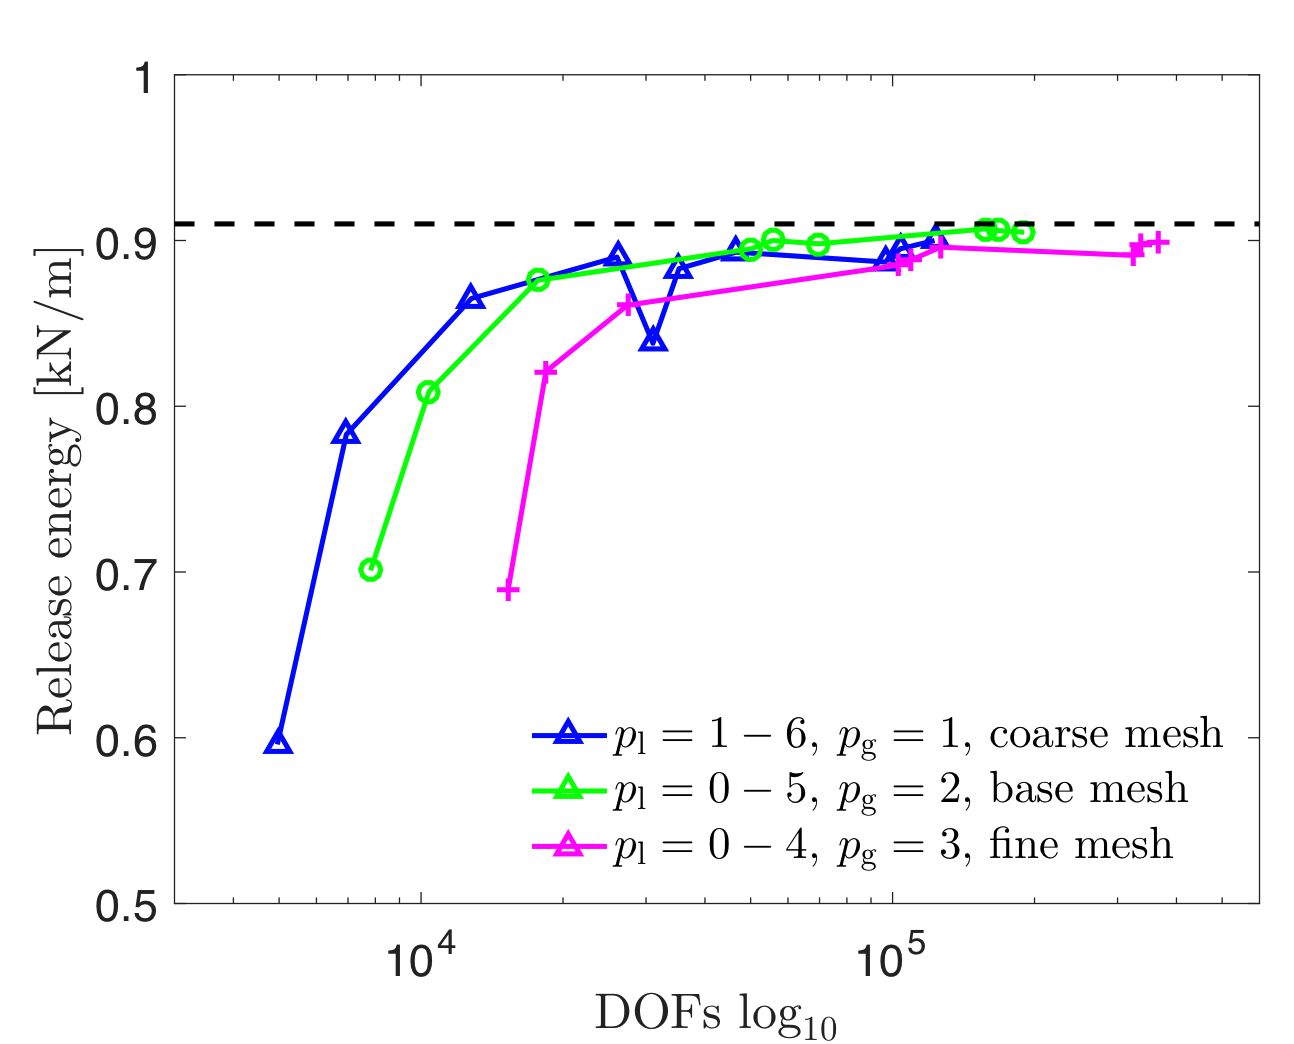 1
0.9
0.8
0.7
0.6
0.5
Release energy [kN/m]
pₗ = 1 − 6, p_g = 1, coarse mesh
pₗ = 0 − 5, p_g = 2, base mesh
pₗ = 0 − 4, p_g = 3, fine mesh
10⁴
10⁵
DOFs log₁₀